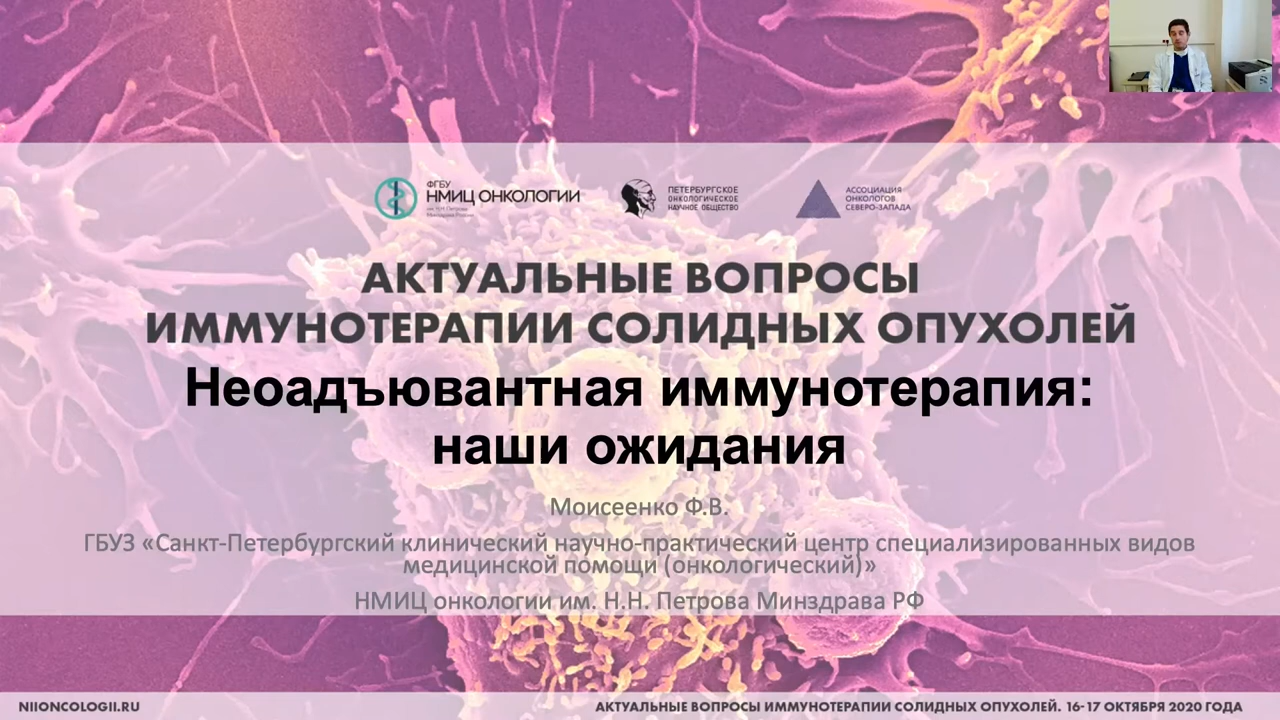 ФГБУ
НМИЦ ОНКОЛОГИИ
им. Н.Н. Петрова
Минздрава России
ПЕТЕРБУРГСКОЕ
ОНКОЛОГИЧЕСКОЕ
НАУЧНОЕ ОБЩЕСТВО
АССОЦИАЦИЯ
ОНКОЛОГОВ
СЕВЕРО-ЗАПАДА
АКТУАЛЬНЫЕ ВОПРОСЫ
ИММУНОТЕРАПИИ СОЛИДНЫХ ОПУХОЛЕЙ
Неоадъювантная иммунотерапия:
наши ожидания
Моисеенко Ф.В.
ГБУЗ «Санкт-Петербургский клинический научно-практический центр специализированных видов
медицинской помощи (онкологический)»
НМИЦ онкологии им. Н.Н. Петрова Минздрава РФ
NIIONCOLOGII.RU
АКТУАЛЬНЫЕ ВОПРОСЫ ИММУНОТЕРАПИИ СОЛИДНЫХ ОПУХОЛЕЙ. 16-17 ОКТЯБРЯ 2020 ГОДА